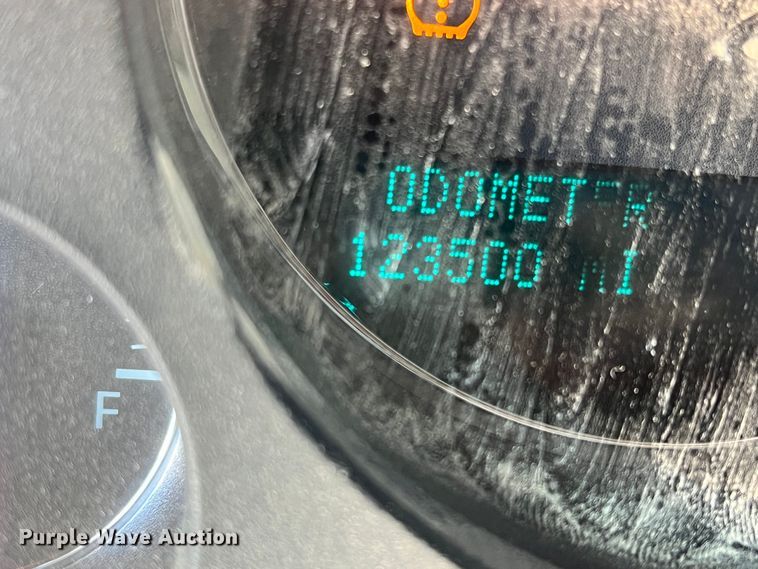 ODOMETER
123500 MI
F
Purple Wave Auction